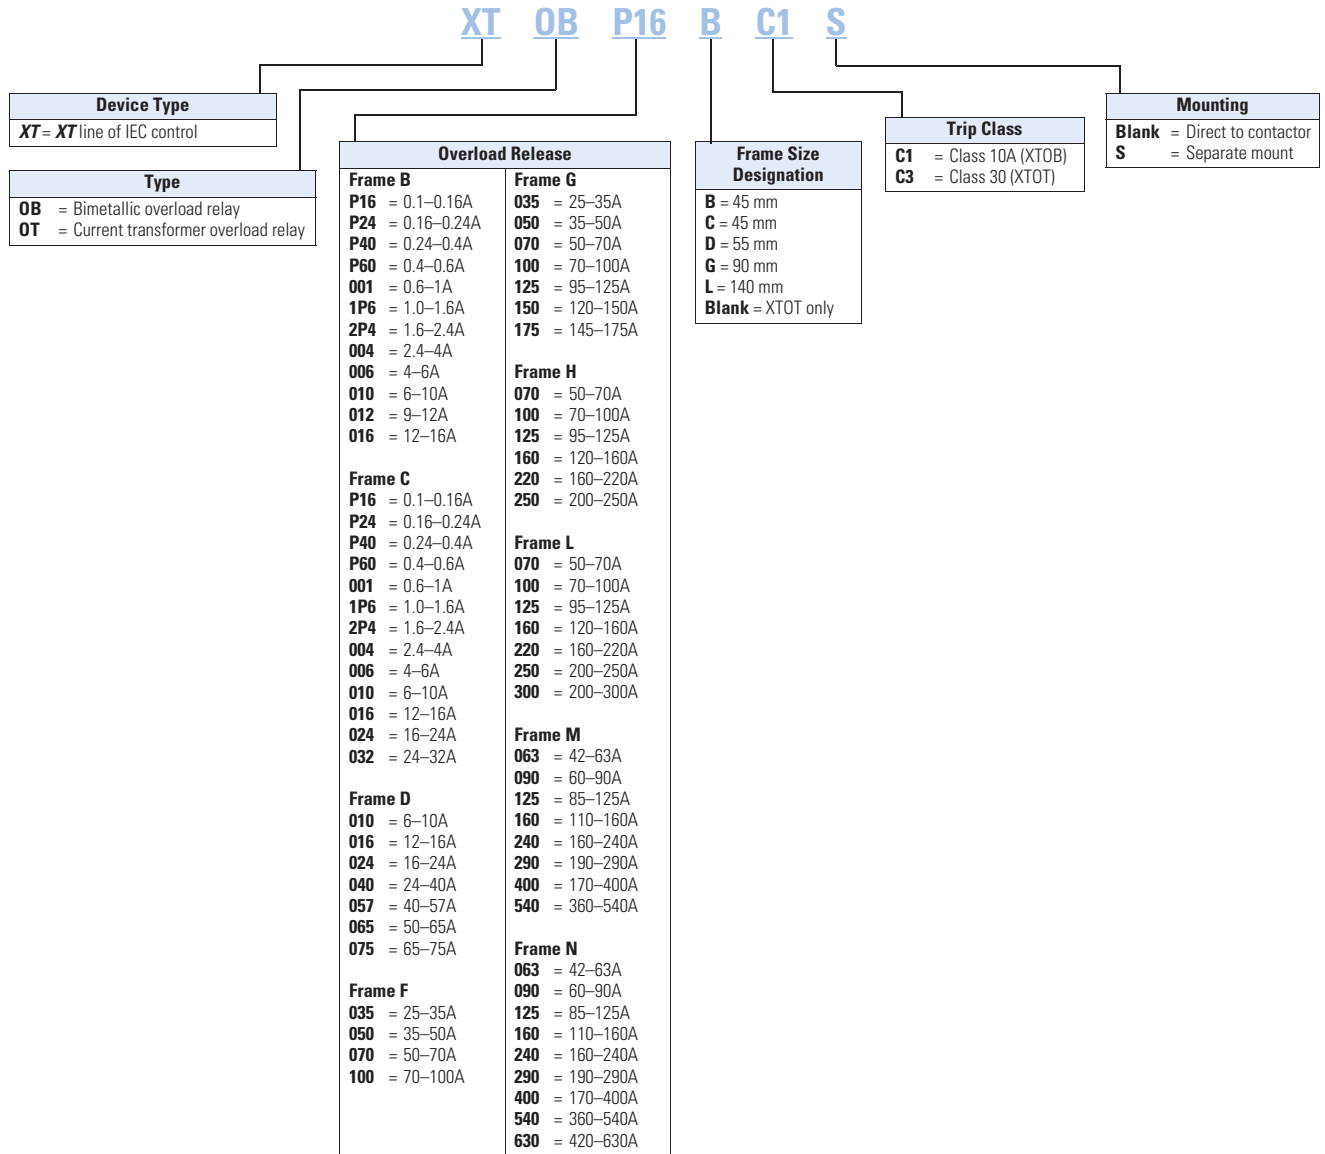 XT OB P16 B C1 S
Device Type
XT = XT line of IEC control
Type
OB = Bimetallic overload relay
OT = Current transformer overload relay
Overload Release
Frame B
P16 = 0.1–0.16A
P24 = 0.16–0.24A
P40 = 0.24–0.4A
P60 = 0.4–0.6A
001 = 0.6–1A
1P6 = 1.0–1.6A
2P4 = 1.6–2.4A
004 = 2.4–4A
006 = 4–6A
010 = 6–10A
012 = 9–12A
016 = 12–16A
Frame C
P16 = 0.1–0.16A
P24 = 0.16–0.24A
P40 = 0.24–0.4A
P60 = 0.4–0.6A
001 = 0.6–1A
1P6 = 1.0–1.6A
2P4 = 1.6–2.4A
004 = 2.4–4A
006 = 4–6A
010 = 6–10A
016 = 12–16A
024 = 16–24A
032 = 24–32A
Frame D
010 = 6–10A
016 = 12–16A
024 = 16–24A
040 = 24–40A
057 = 40–57A
065 = 50–65A
075 = 65–75A
Frame F
035 = 25–35A
050 = 35–50A
070 = 50–70A
100 = 70–100A
Frame G
035 = 25–35A
050 = 35–50A
070 = 50–70A
100 = 70–100A
125 = 95–125A
150 = 120–150A
175 = 145–175A
Frame H
070 = 50–70A
100 = 70–100A
125 = 95–125A
160 = 120–160A
220 = 160–220A
250 = 200–250A
Frame L
070 = 50–70A
100 = 70–100A
125 = 95–125A
160 = 120–160A
220 = 160–220A
250 = 200–250A
300 = 200–300A
Frame M
063 = 42–63A
090 = 60–90A
125 = 85–125A
160 = 110–160A
240 = 160–240A
290 = 190–290A
400 = 170–400A
540 = 360–540A
Frame N
063 = 42–63A
090 = 60–90A
125 = 85–125A
160 = 110–160A
240 = 160–240A
290 = 190–290A
400 = 170–400A
540 = 360–540A
630 = 420–630A
Frame Size
Designation
B = 45 mm
C = 45 mm
D = 55 mm
G = 90 mm
L = 140 mm
Blank = XTOT only
Trip Class
C1 = Class 10A (XTOB)
C3 = Class 30 (XTOT)
Mounting
Blank = Direct to contactor
S = Separate mount